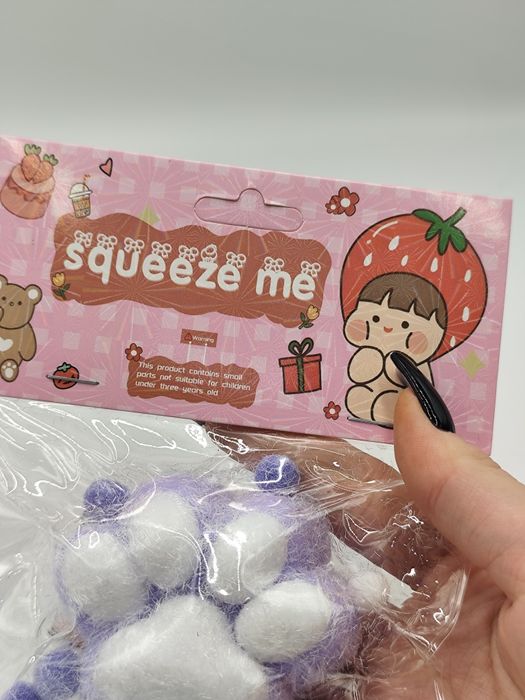 squeeze me
Warning
This product contains small
parts not suitable for children
under three years old